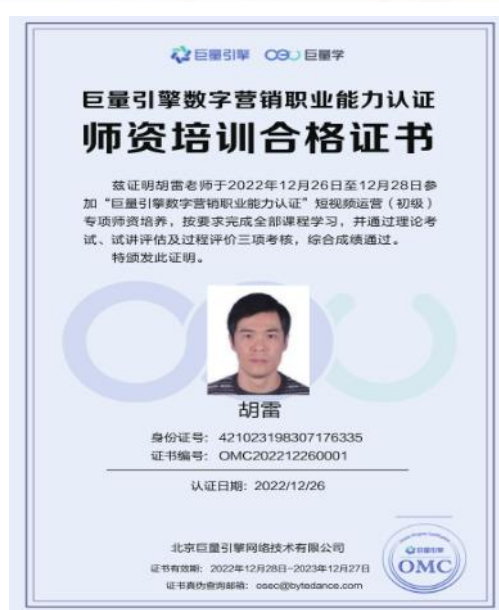 巨量引擎 巨量学
巨量引擎数字营销职业能力认证
师资培训合格证书
兹证明胡雷老师于2022年12月26日至12月28日参
加“巨量引擎数字营销职业能力认证”短视频运营（初级）
专项师资培养，按要求完成全部课程学习，并通过理论考
试、试讲评估及过程评价三项考核，综合成绩通过。
特颁发此证明。
胡雷
身份证号：421023198307176335
证书编号：OMC202212260001
认证日期：2022/12/26
北京巨量引擎网络技术有限公司
证书有效期：2022年12月28日-2023年12月27日
证书真伪查询邮箱：osec@bytedance.com
巨量引擎
OMC